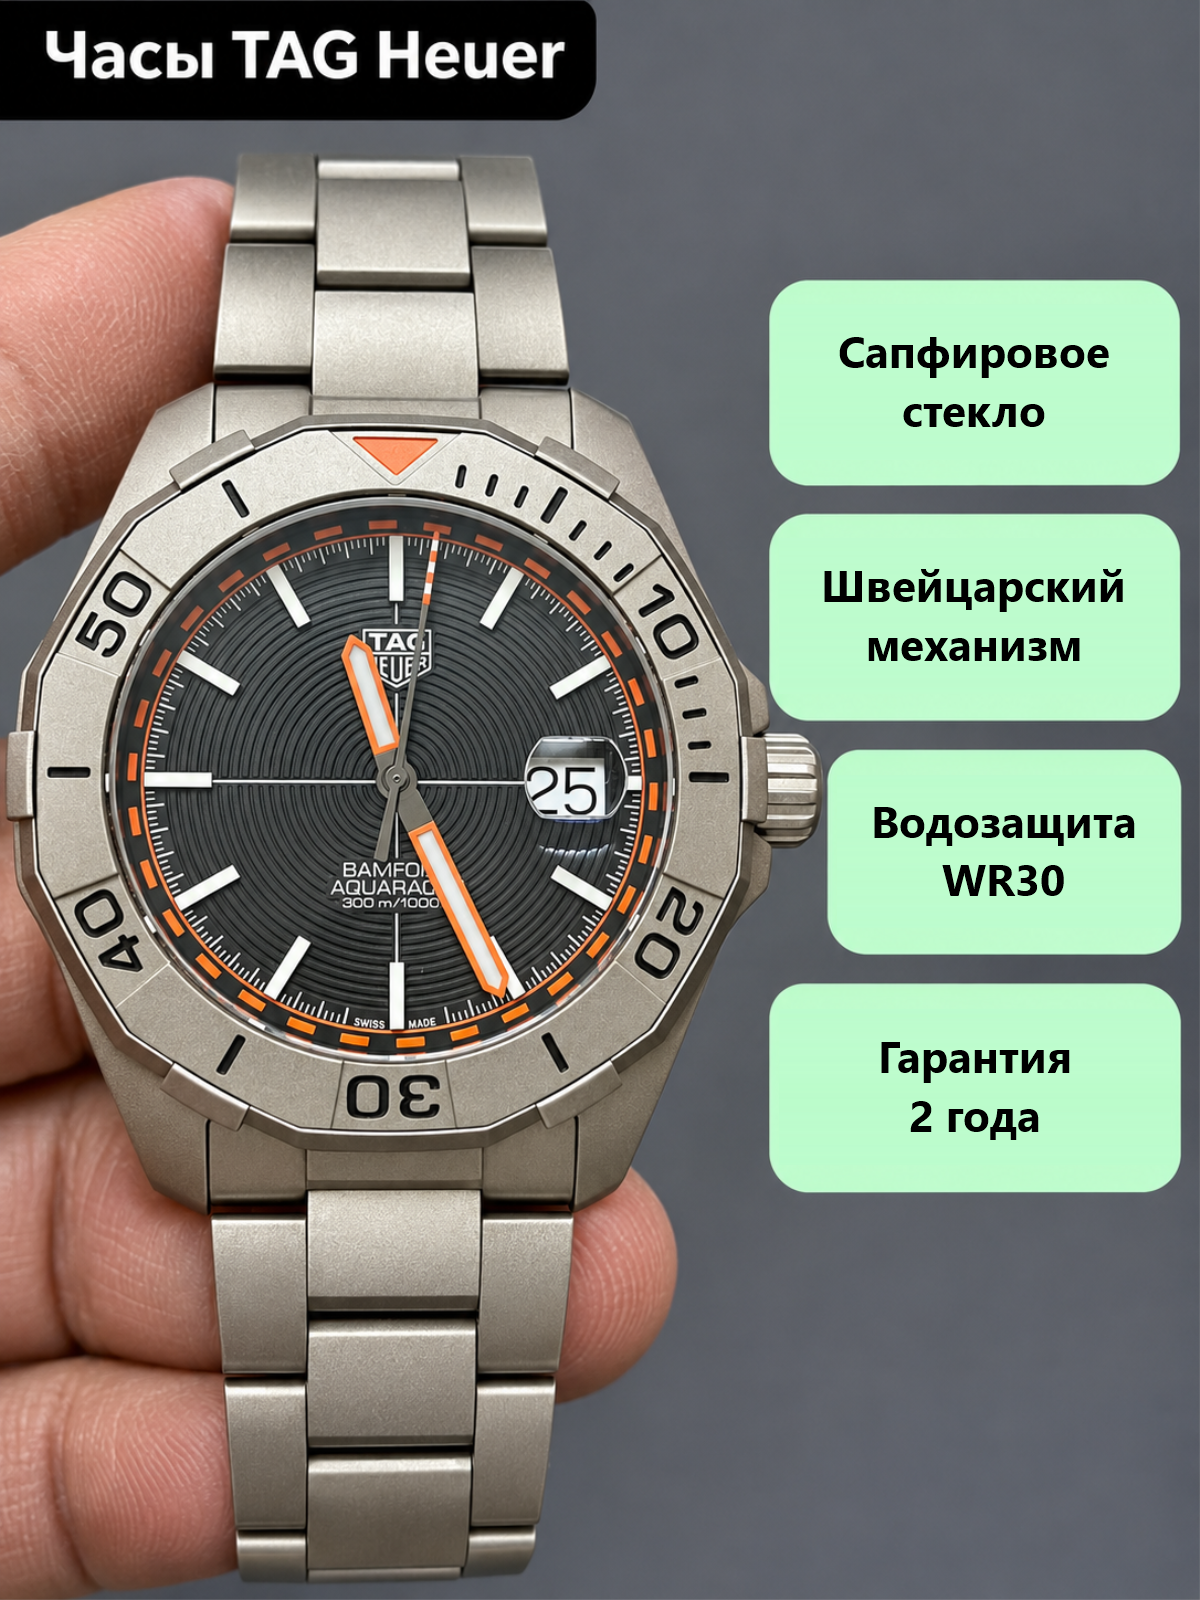 Часы TAG Heuer
Сапфировое
стекло
Швейцарский
механизм
Водозащита
WR30
Гарантия
2 года
10
20
30
40
50
TAG
HEUER
25
BAMFOR
AQUARAC
300 m/1000
SWISS MADE